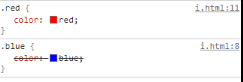 .red { i.html:11
color: red;
}
.blue { i.html:8
color: blue;
}